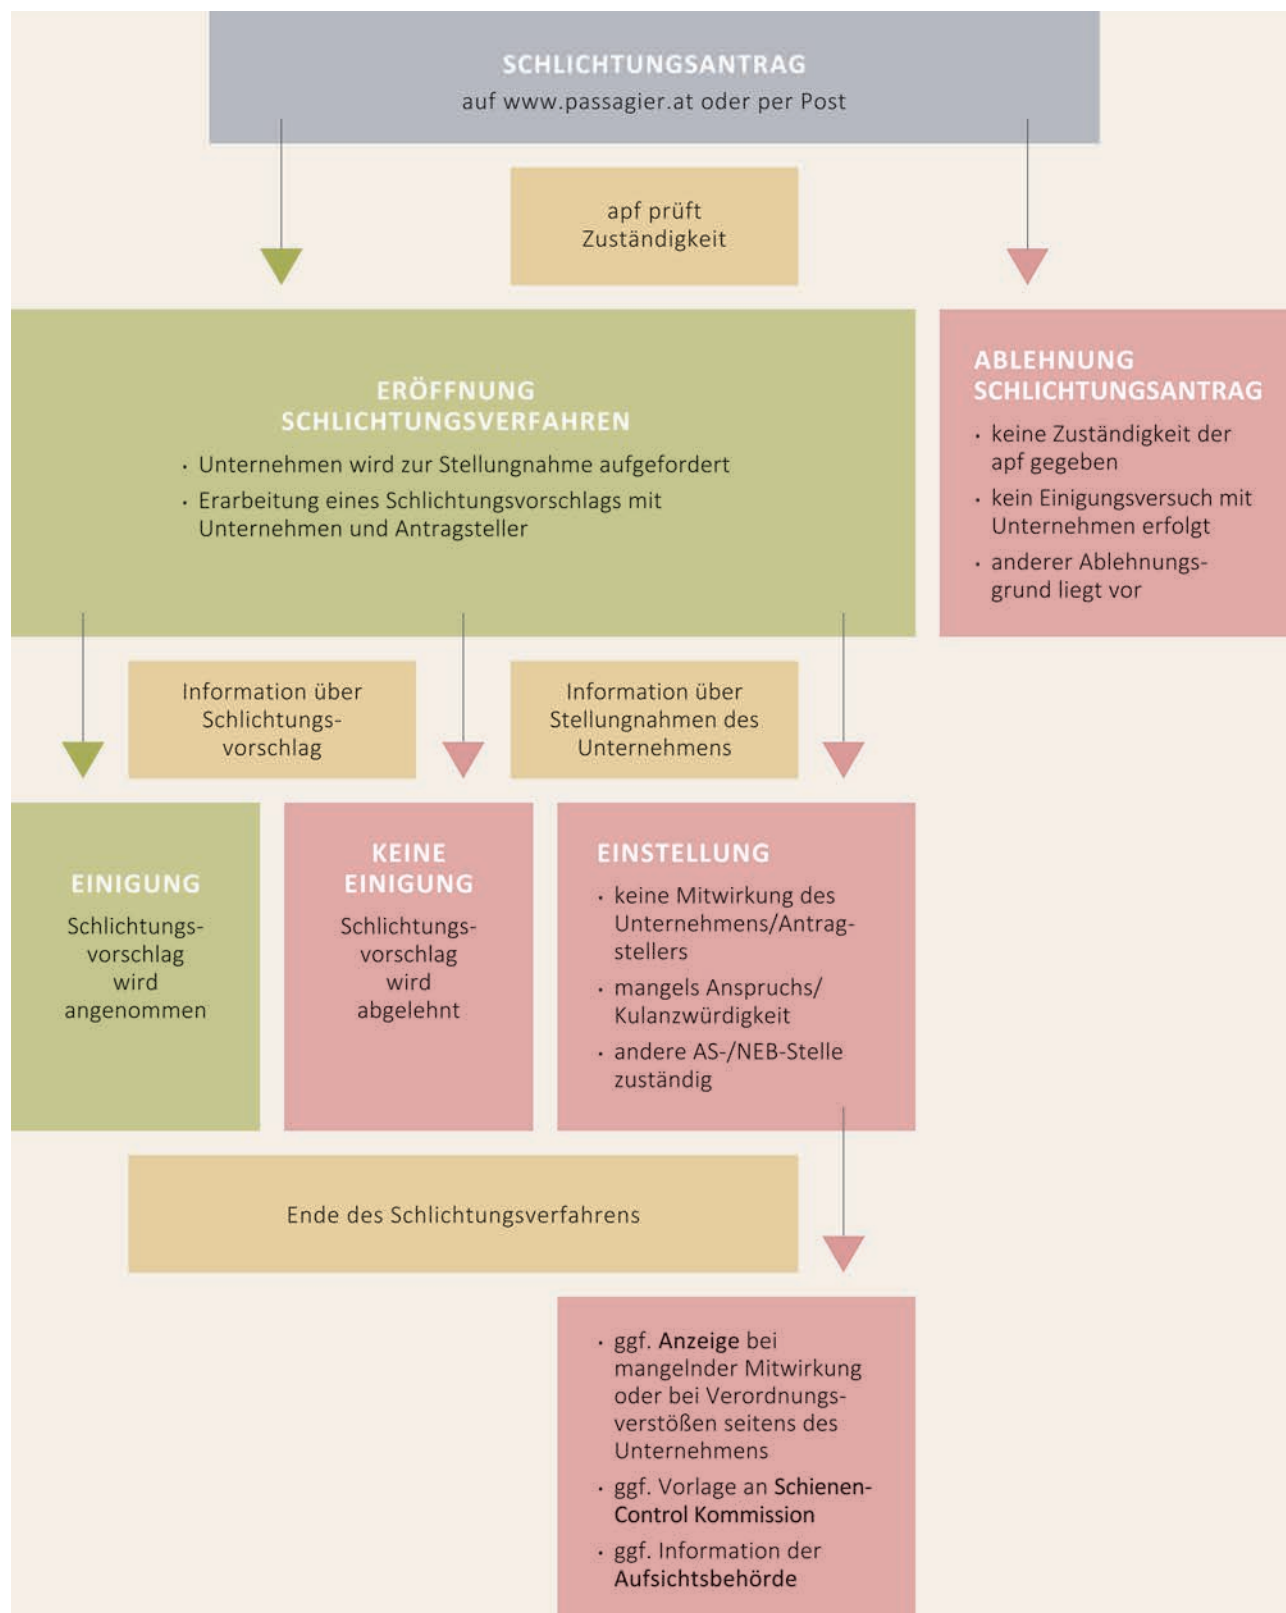 SCHLICHTUNGSANTRAG
auf www.passagier.at oder per Post
apf prüft
Zuständigkeit
ERÖFFNUNG
SCHLICHTUNGSVERFAHREN
· Unternehmen wird zur Stellungnahme aufgefordert
· Erarbeitung eines Schlichtungsvorschlags mit
Unternehmen und Antragsteller
ABLEHNUNG
SCHLICHTUNGSANTRAG
· keine Zuständigkeit der
apf gegeben
· kein Einigungsversuch mit
Unternehmen erfolgt
· anderer Ablehnungs-
grund liegt vor
Information über
Schlichtungs-
vorschlag
Information über
Stellungnahmen des
Unternehmens
EINIGUNG
Schlichtungs-
vorschlag
wird
angenommen
KEINE
EINIGUNG
Schlichtungs-
vorschlag
wird
abgelehnt
EINSTELLUNG
· keine Mitwirkung des
Unternehmens/Antrag-
stellers
· mangels Anspruchs/
Kulanzwürdigkeit
· andere AS-/NEB-Stelle
zuständig
Ende des Schlichtungsverfahrens
· ggf. Anzeige bei
mangelnder Mitwirkung
oder bei Verordnungs-
verstößen seitens des
Unternehmens
· ggf. Vorlage an Schienen-
Control Kommission
· ggf. Information der
Aufsichtsbehörde